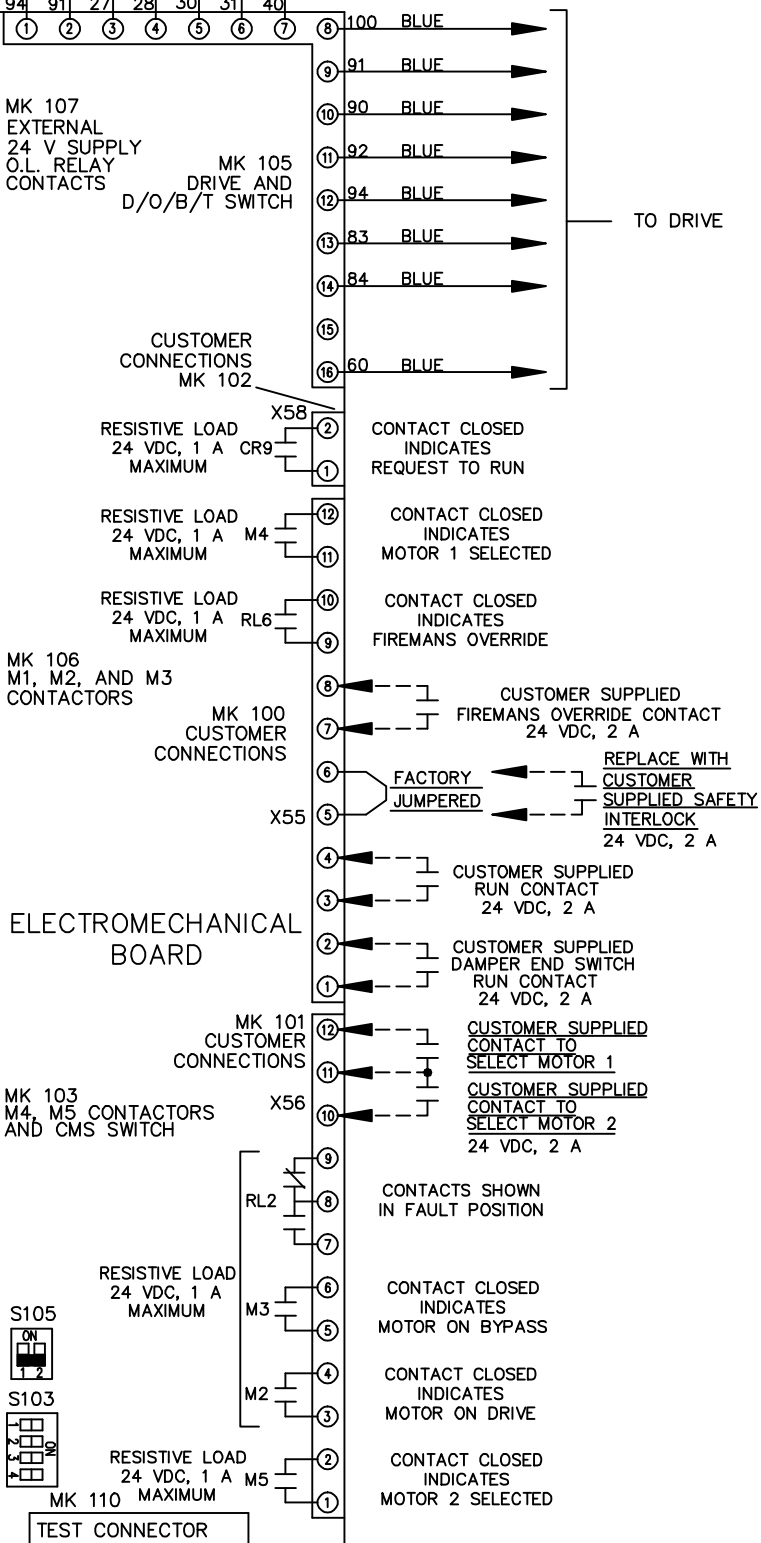 94 91 27 28 30 31 40
1 2 3 4 5 6 7 8 100 BLUE
9 91 BLUE
10 90 BLUE
11 92 BLUE
12 94 BLUE
13 83 BLUE
14 84 BLUE
15
16 60 BLUE
TO DRIVE
MK 107
EXTERNAL
24 V SUPPLY
O.L. RELAY
CONTACTS
MK 105
DRIVE AND
D/O/B/T SWITCH
CUSTOMER
CONNECTIONS
MK 102
X58
RESISTIVE LOAD
24 VDC, 1 A
MAXIMUM
CR9
2
1
CONTACT CLOSED
INDICATES
REQUEST TO RUN
RESISTIVE LOAD
24 VDC, 1 A
MAXIMUM
M4
12
11
CONTACT CLOSED
INDICATES
MOTOR 1 SELECTED
RESISTIVE LOAD
24 VDC, 1 A
MAXIMUM
RL6
10
9
CONTACT CLOSED
INDICATES
FIREMANS OVERRIDE
MK 106
M1, M2, AND M3
CONTACTORS
MK 100
CUSTOMER
CONNECTIONS
8
7
CUSTOMER SUPPLIED
FIREMANS OVERRIDE CONTACT
24 VDC, 2 A
6
5
X55
FACTORY
JUMPERED
REPLACE WITH
CUSTOMER
SUPPLIED SAFETY
INTERLOCK
24 VDC, 2 A
4
3
CUSTOMER SUPPLIED
RUN CONTACT
24 VDC, 2 A
ELECTROMECHANICAL
BOARD
2
1
CUSTOMER SUPPLIED
DAMPER END SWITCH
RUN CONTACT
24 VDC, 2 A
MK 101
CUSTOMER
CONNECTIONS
X56
12
11
10
CUSTOMER SUPPLIED
CONTACT TO
SELECT MOTOR 1
CUSTOMER SUPPLIED
CONTACT TO
SELECT MOTOR 2
24 VDC, 2 A
MK 103
M4, M5 CONTACTORS
AND CMS SWITCH
RL2
9
8
7
CONTACTS SHOWN
IN FAULT POSITION
RESISTIVE LOAD
24 VDC, 1 A
MAXIMUM
M3
6
5
CONTACT CLOSED
INDICATES
MOTOR ON BYPASS
M2
4
3
CONTACT CLOSED
INDICATES
MOTOR ON DRIVE
S105
ON
1 2
S103
1
2
3
4
ON
RESISTIVE LOAD
24 VDC, 1 A
MAXIMUM
M5
2
1
CONTACT CLOSED
INDICATES
MOTOR 2 SELECTED
MK 110
TEST CONNECTOR